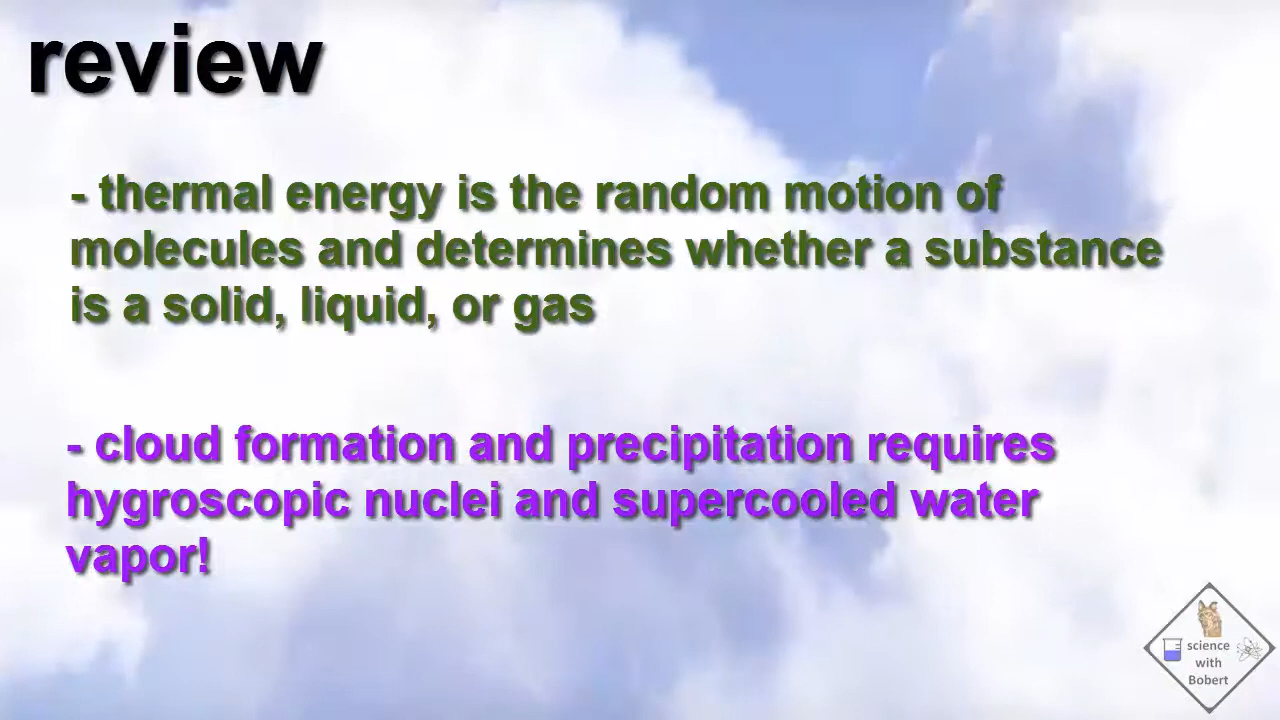 review
- thermal energy is the random motion of
molecules and determines whether a substance
is a solid, liquid, or gas
- cloud formation and precipitation requires
hygroscopic nuclei and supercooled water
vapor!
science
with
Bobert